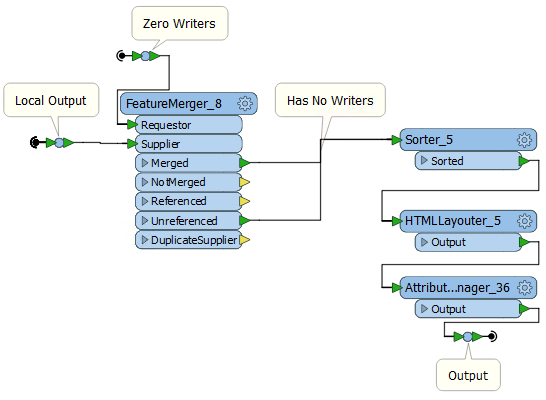 Zero Writers
Local Output
FeatureMerger_8
Has No Writers
Requestor
Supplier
Merged
NotMerged
Referenced
Unreferenced
DuplicateSupplier
Sorter_5
Sorted
HTMLLayouter_5
Output
Attribut...nager_36
Output
Output